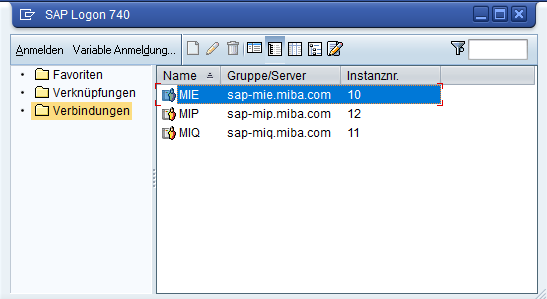 SAP Logon 740
Anmelden Variable Anmeldung...
Favoriten
Verknüpfungen
Verbindungen
Name Gruppe/Server Instanznr.
MIE sap-mie.miba.com 10
MIP sap-mip.miba.com 12
MIQ sap-miq.miba.com 11